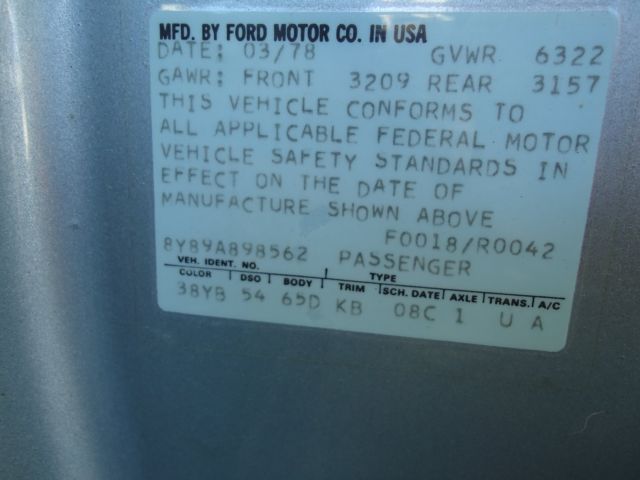 MFD. BY FORD MOTOR CO. IN USA
DATE: 03/78 GVWR 6322
GAWR: FRONT 3209 REAR 3157
THIS VEHICLE CONFORMS TO
ALL APPLICABLE FEDERAL MOTOR
VEHICLE SAFETY STANDARDS IN
EFFECT ON THE DATE OF
MANUFACTURE SHOWN ABOVE
F0018/R0042
8Y89A898562 PASSENGER
VEH. IDENT. NO. TYPE
COLOR DSO BODY TRIM SCH. DATE AXLE TRANS. A/C
38YB 54 65D KB 08C 1 U A